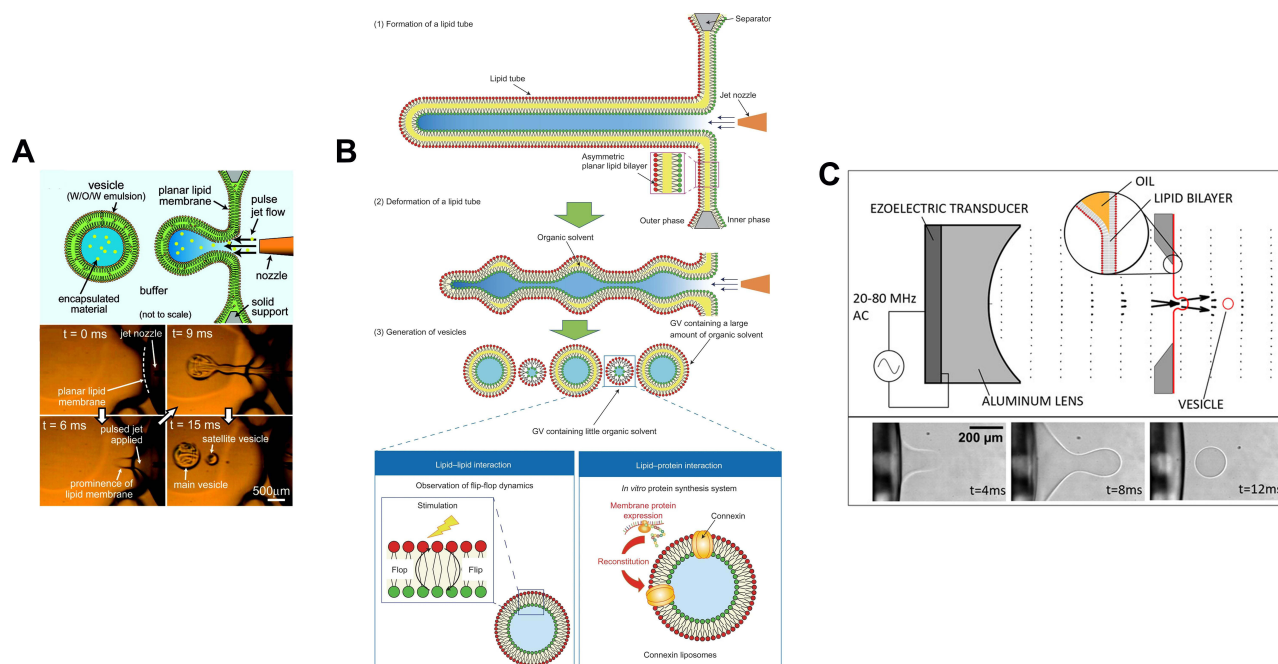 A
vesicle
(W/O/W emulsion)
planar lipid
membrane
pulse
jet flow
nozzle
encapsulated
material
buffer
(not to scale)
solid
support
t = 0 ms
jet nozzle
planar lipid
membrane
t= 9 ms
t = 6 ms
pulsed jet
applied
prominence of
lipid membrane
t = 15 ms
satellite vesicle
main vesicle
500μm
B
(1) Formation of a lipid tube
Separator
Lipid tube
Jet nozzle
Asymmetric
planar lipid bilayer
(2) Deformation of a lipid tube
Outer phase
Inner phase
Organic solvent
(3) Generation of vesicles
GV containing a large
amount of organic solvent
GV containing little organic solvent
Lipid–lipid interaction
Observation of flip-flop dynamics
Stimulation
Flop
Flip
Lipid–protein interaction
In vitro protein synthesis system
Membrane protein
expression
Connexin
Reconstitution
Connexin liposomes
C
OIL
LIPID BILAYER
EZOELECTRIC TRANSDUCER
20-80 MHz
AC
ALUMINUM LENS
VESICLE
200 μm
t=4ms
t=8ms
t=12ms